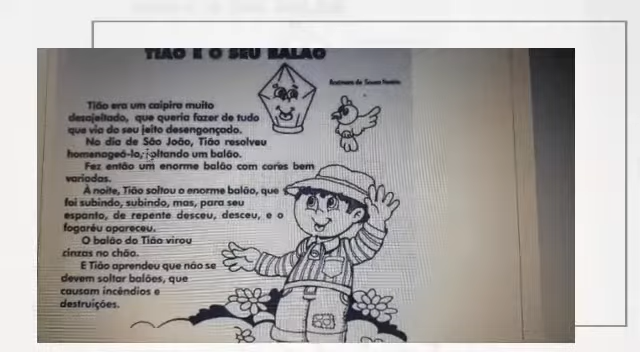 TIÃO E O SEU BALÃO
Tião era um caipira muito
desajeitado, que queria fazer de tudo
que via do seu jeito desengonçado.
No dia de São João, Tião resolveu
homenageá-lo, soltando um balão.
Fez então um enorme balão com cores bem
variadas.
À noite, Tião soltou o enorme balão, que
foi subindo, subindo, mas, para seu
espanto, de repente desceu, desceu, e o
fogaréu apareceu.
O balão do Tião virou
cinzas no chão.
E Tião aprendeu que não se
devem soltar balões, que
causam incêndios e
destruições.